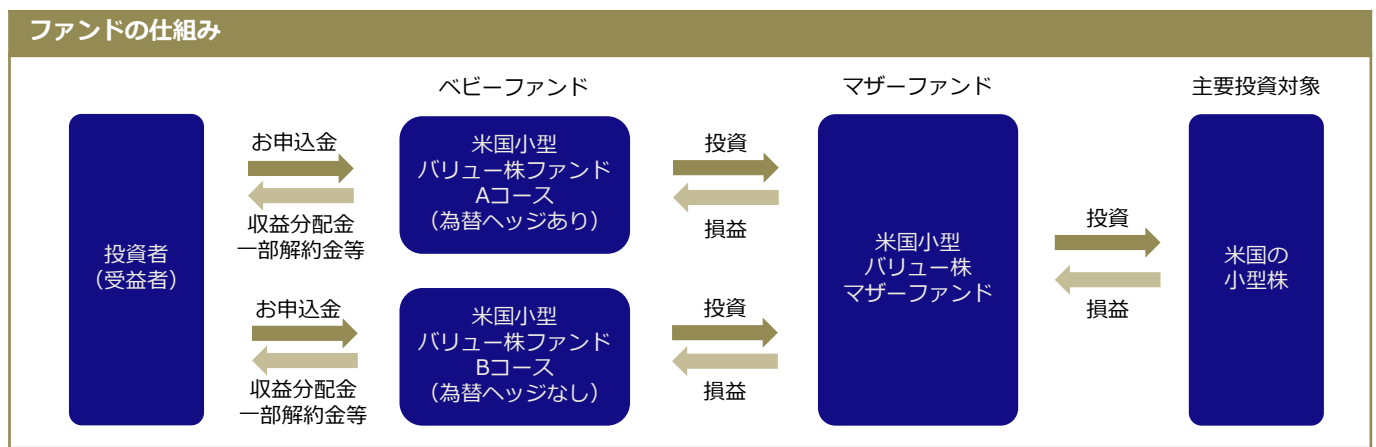 ファンドの仕組み
ベビーファンド
マザーファンド
主要投資対象
投資者
（受益者）
お申込金
収益分配金
一部解約金等
米国小型
バリュー株ファンド
Aコース
（為替ヘッジあり）
投資
損益
お申込金
収益分配金
一部解約金等
米国小型
バリュー株ファンド
Bコース
（為替ヘッジなし）
投資
損益
米国小型
バリュー株
マザーファンド
投資
損益
米国の
小型株